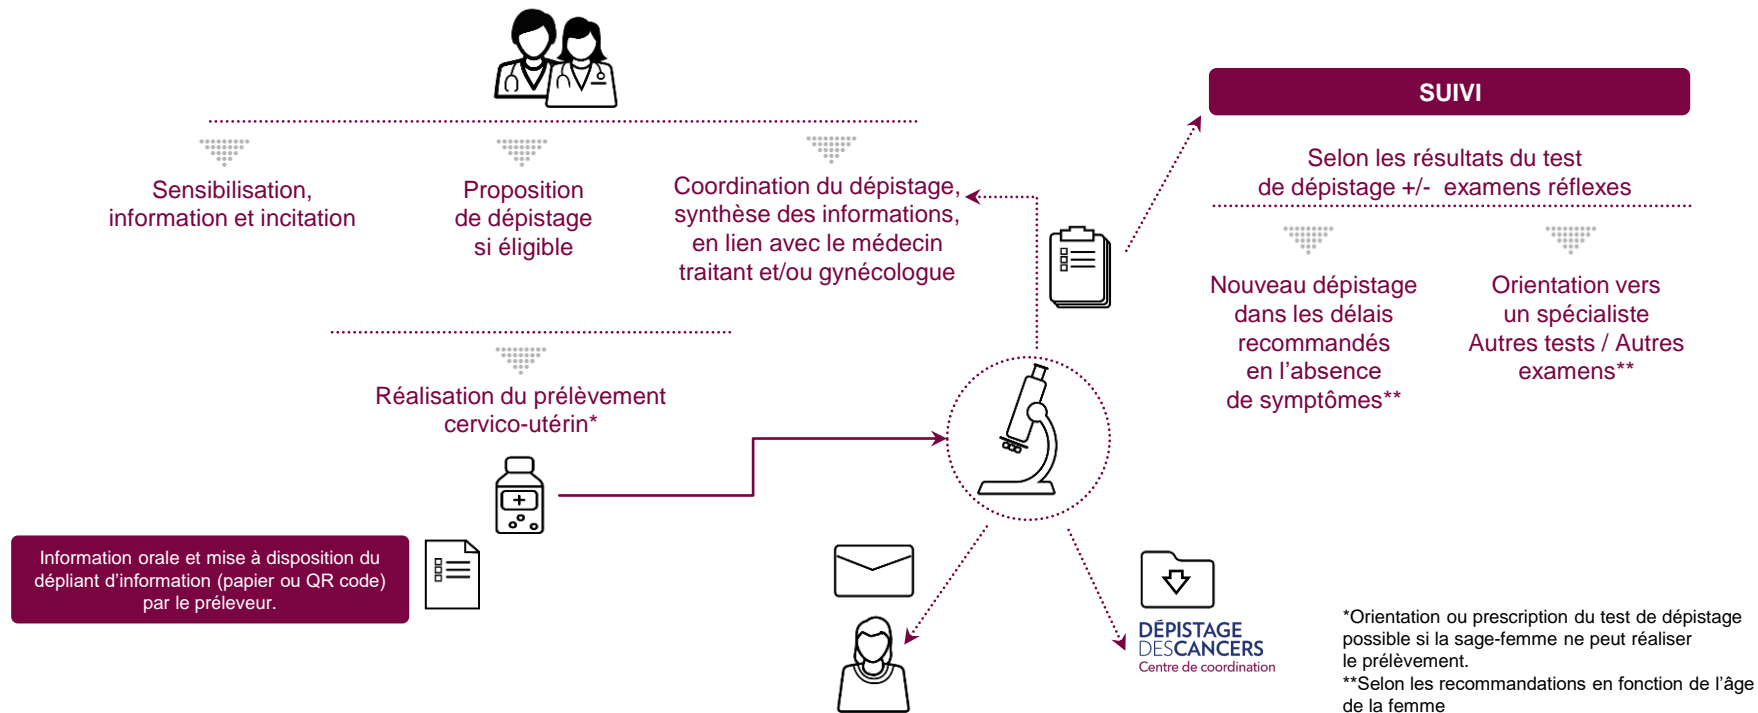 Sensibilisation,
information et incitation
Proposition
de dépistage
si éligible
Coordination du dépistage,
synthèse des informations,
en lien avec le médecin
traitant et/ou gynécologue
Réalisation du prélèvement
cervico-utérin*
Information orale et mise à disposition du
dépliant d'information (papier ou QR code)
par le préleveur.
DÉPISTAGE
DESCANCERS
Centre de coordination
SUIVI
Selon les résultats du test
de dépistage +/- examens réflexes
Nouveau dépistage
dans les délais
recommandés
en l'absence
de symptômes**
Orientation vers
un spécialiste
Autres tests / Autres
examens**
*Orientation ou prescription du test de dépistage
possible si la sage-femme ne peut réaliser
le prélèvement.
**Selon les recommandations en fonction de l'âge
de la femme